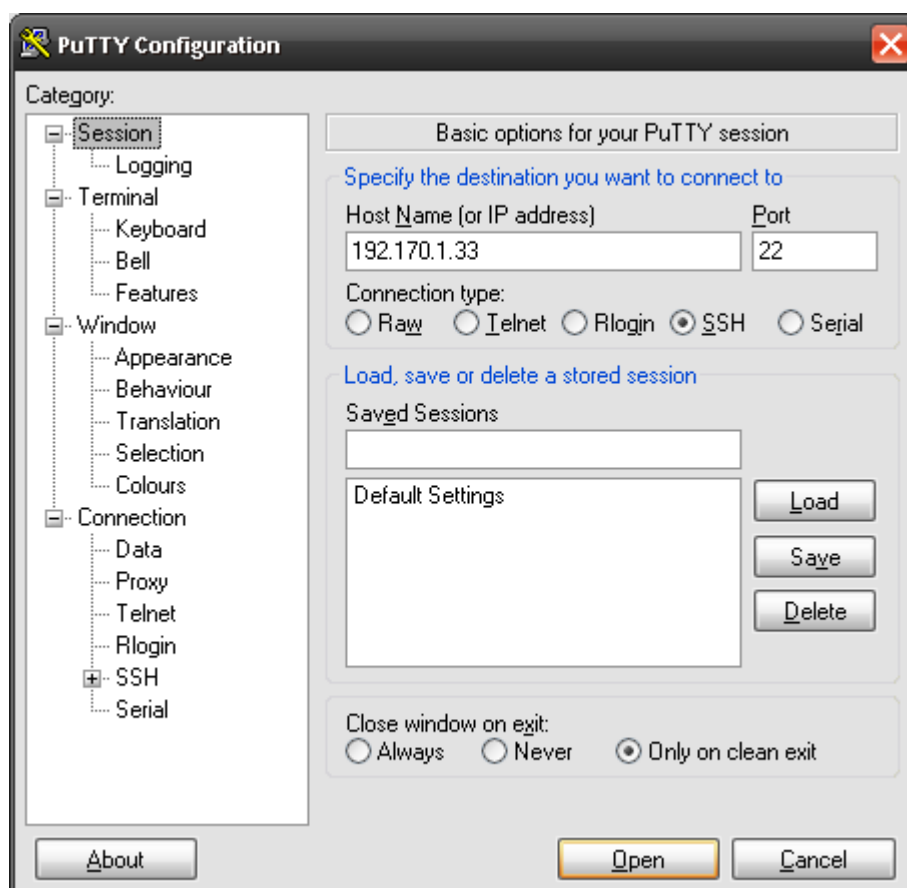 PuTTY Configuration
Category:
Session
Logging
Terminal
Keyboard
Bell
Features
Window
Appearance
Behaviour
Translation
Selection
Colours
Connection
Data
Proxy
Telnet
Rlogin
SSH
Serial
Basic options for your PuTTY session
Specify the destination you want to connect to
Host Name (or IP address) Port
192.170.1.33 22
Connection type:
Raw Telnet Rlogin SSH Serial
Load, save or delete a stored session
Saved Sessions
Default Settings
Load
Save
Delete
Close window on exit:
Always Never Only on clean exit
About Open Cancel